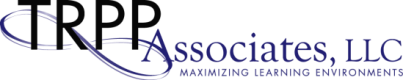 TRPP
Associates, LLC
MAXIMIZING LEARNING ENVIRONMENTS